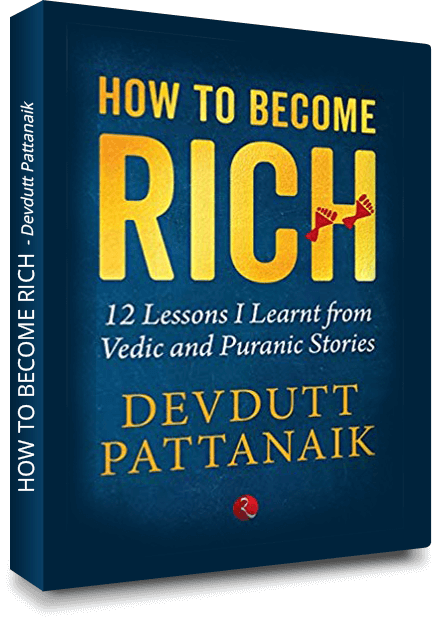 HOW TO BECOME RICH - Devdutt Pattanaik
HOW TO BECOME
RICH
12 Lessons I Learnt from
Vedic and Puranic Stories
DEVDUTT
PATTANAIK